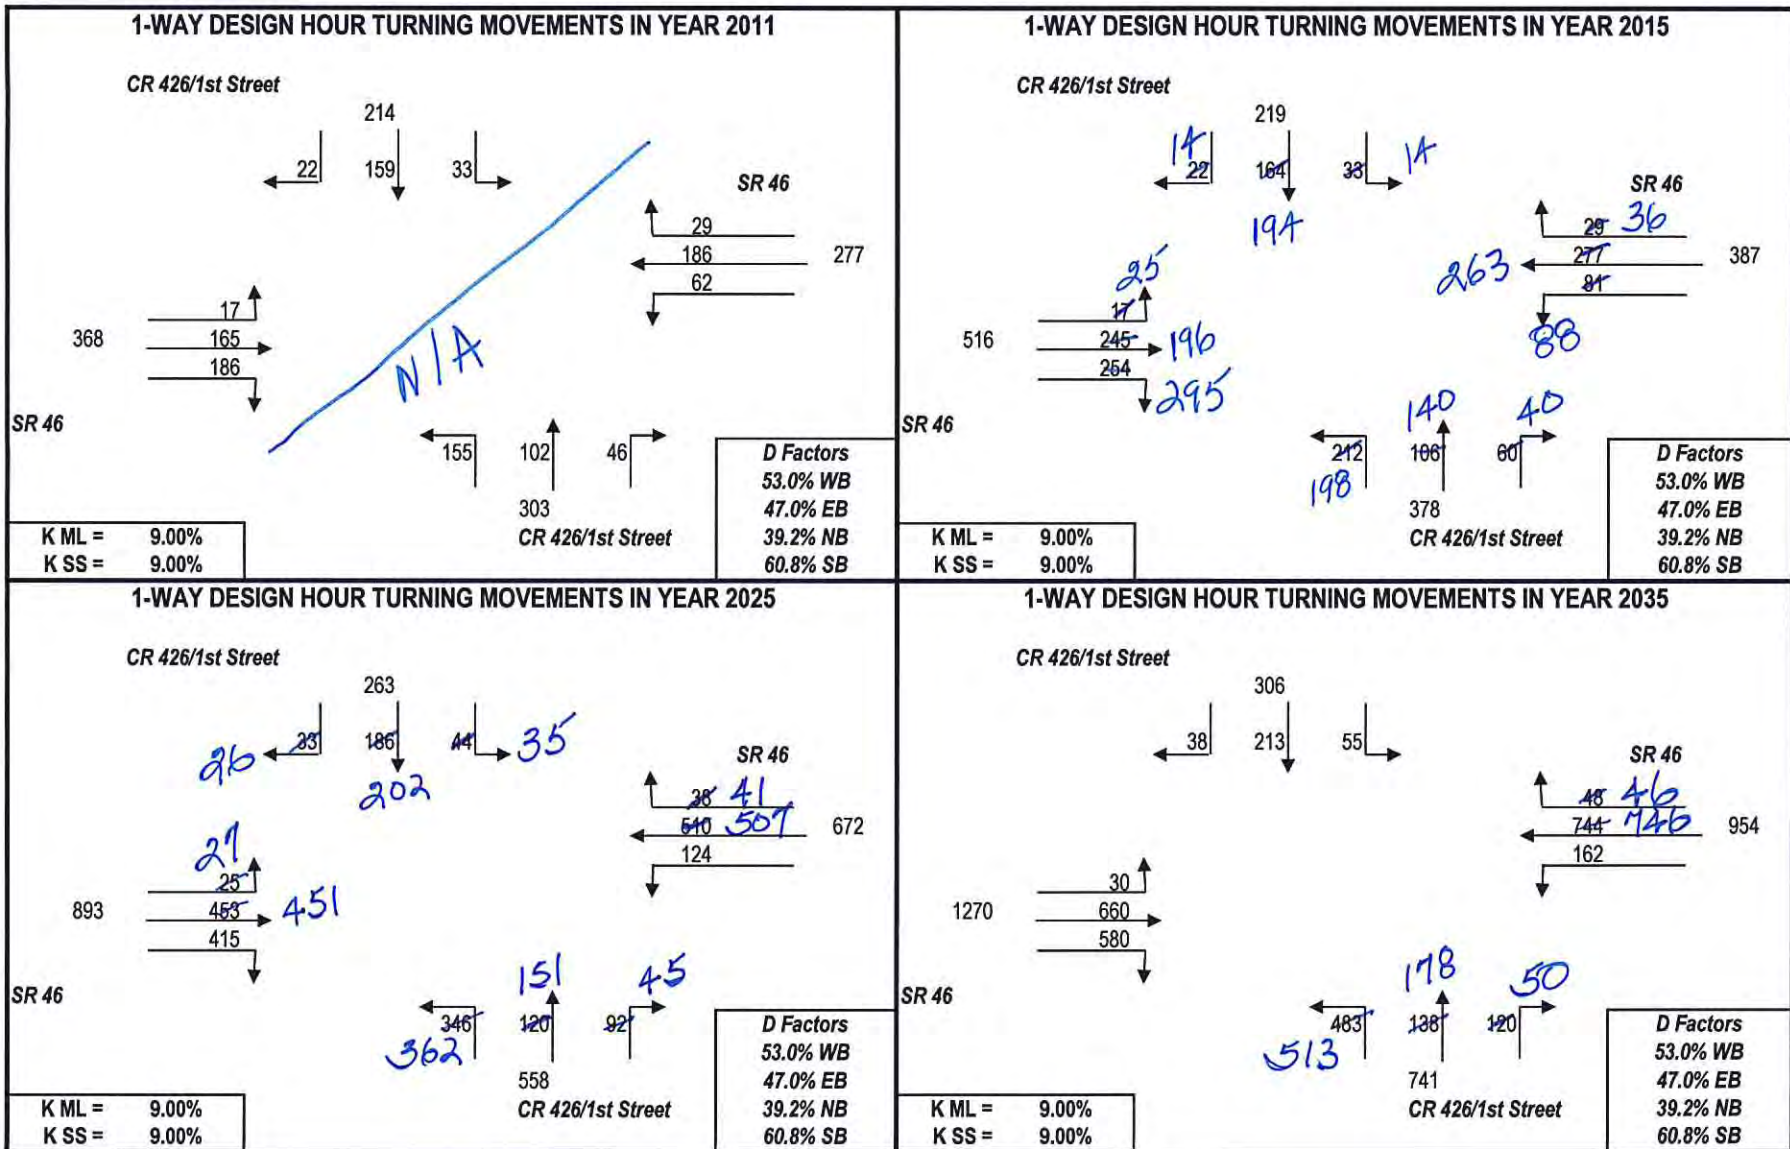 1-WAY DESIGN HOUR TURNING MOVEMENTS IN YEAR 2011
CR 426/1st Street
214
22 159 33
SR 46
29
186 277
62
17
368 165
186
N/A
SR 46
155 102 46
303
CR 426/1st Street
D Factors
53.0% WB
47.0% EB
39.2% NB
60.8% SB
K ML = 9.00%
K SS = 9.00%
1-WAY DESIGN HOUR TURNING MOVEMENTS IN YEAR 2015
CR 426/1st Street
219
14 14
22 164 33
194
SR 46
29 36
263 277 387
81
88
25
17
516 245 196
254
295
SR 46
140 40
212 106 60
198
378
CR 426/1st Street
D Factors
53.0% WB
47.0% EB
39.2% NB
60.8% SB
K ML = 9.00%
K SS = 9.00%
1-WAY DESIGN HOUR TURNING MOVEMENTS IN YEAR 2025
CR 426/1st Street
263
33 186 44 35
26
202
SR 46
38 41
510 507 672
124
27
25
893 453 451
415
SR 46
151 45
346 120 92
362
558
CR 426/1st Street
D Factors
53.0% WB
47.0% EB
39.2% NB
60.8% SB
K ML = 9.00%
K SS = 9.00%
1-WAY DESIGN HOUR TURNING MOVEMENTS IN YEAR 2035
CR 426/1st Street
306
38 213 55
SR 46
48 46
744 746 954
162
30
1270 660
580
SR 46
178 50
483 138 120
513
741
CR 426/1st Street
D Factors
53.0% WB
47.0% EB
39.2% NB
60.8% SB
K ML = 9.00%
K SS = 9.00%